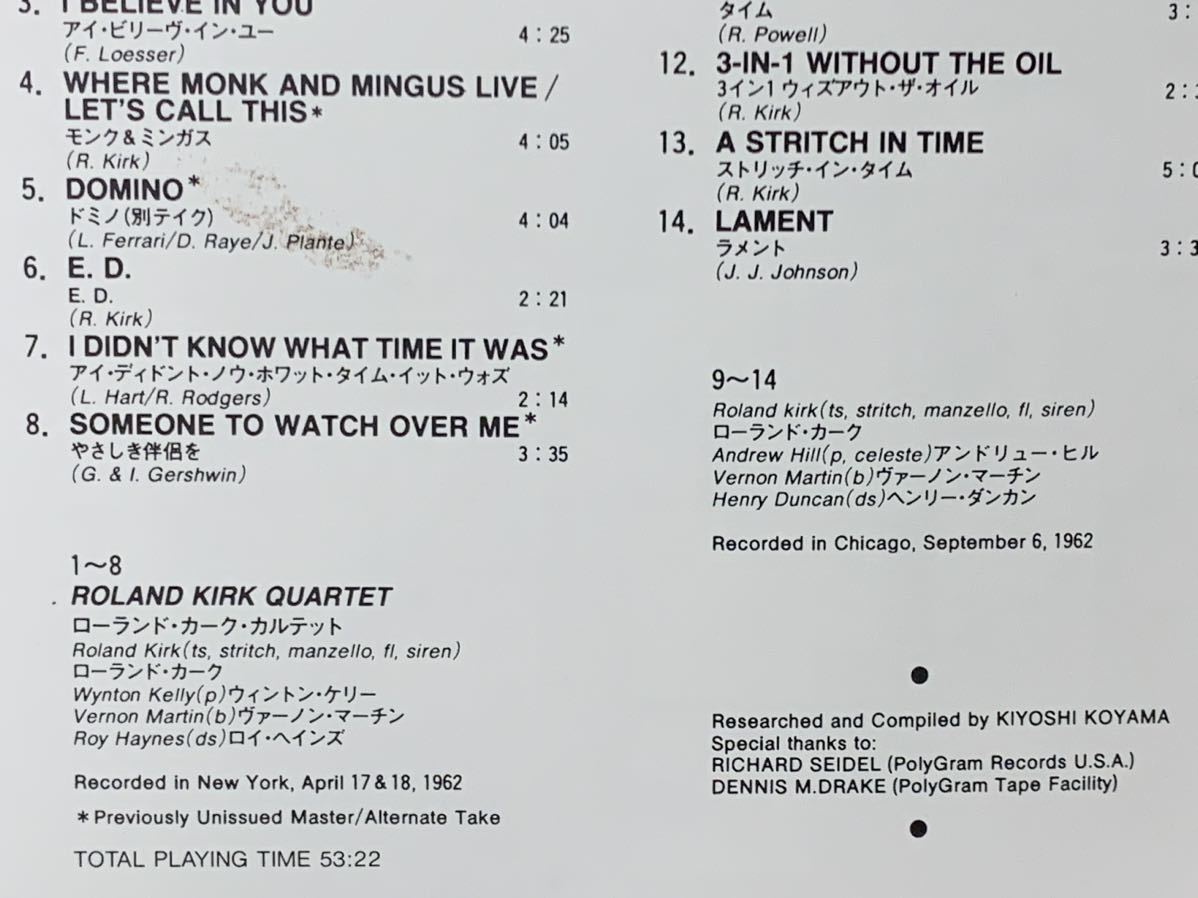 3. I BELIEVE IN YOU
アイ・ビリーヴ・イン・ユー 4:25
(F. Loesser)
4. WHERE MONK AND MINGUS LIVE /
LET'S CALL THIS*
モンク&ミンガス 4:05
(R. Kirk)
5. DOMINO*
ドミノ(別テイク) 4:04
(L. Ferrari/D. Raye/J. Plante)
6. E. D.
E. D. 2:21
(R. Kirk)
7. I DIDN'T KNOW WHAT TIME IT WAS*
アイ・ディドント・ノウ・ホワット・タイム・イット・ウォズ
(L. Hart/R. Rodgers) 2:14
8. SOMEONE TO WATCH OVER ME*
やさしき伴侶を 3:35
(G. & I. Gershwin)
1〜8
ROLAND KIRK QUARTET
ローランド・カーク・カルテット
Roland Kirk(ts, stritch, manzello, fl, siren)
ローランド・カーク
Wynton Kelly(p)ウィントン・ケリー
Vernon Martin(b)ヴァーノン・マーチン
Roy Haynes(ds)ロイ・ヘインズ
Recorded in New York, April 17 & 18, 1962
*Previously Unissued Master/Alternate Take
TOTAL PLAYING TIME 53:22
タイム 3:
(R. Powell)
12. 3-IN-1 WITHOUT THE OIL
3イン1ウィズアウト・ザ・オイル 2:
(R. Kirk)
13. A STRITCH IN TIME
ストリッチ・イン・タイム 5:0
(R. Kirk)
14. LAMENT
ラメント 3:3
(J. J. Johnson)
9〜14
Roland kirk(ts, stritch, manzello, fl, siren)
ローランド・カーク
Andrew Hill(p, celeste)アンドリュー・ヒル
Vernon Martin(b)ヴァーノン・マーチン
Henry Duncan(ds)ヘンリー・ダンカン
Recorded in Chicago, September 6, 1962
Researched and Compiled by KIYOSHI KOYAMA
Special thanks to:
RICHARD SEIDEL (PolyGram Records U.S.A.)
DENNIS M.DRAKE (PolyGram Tape Facility)